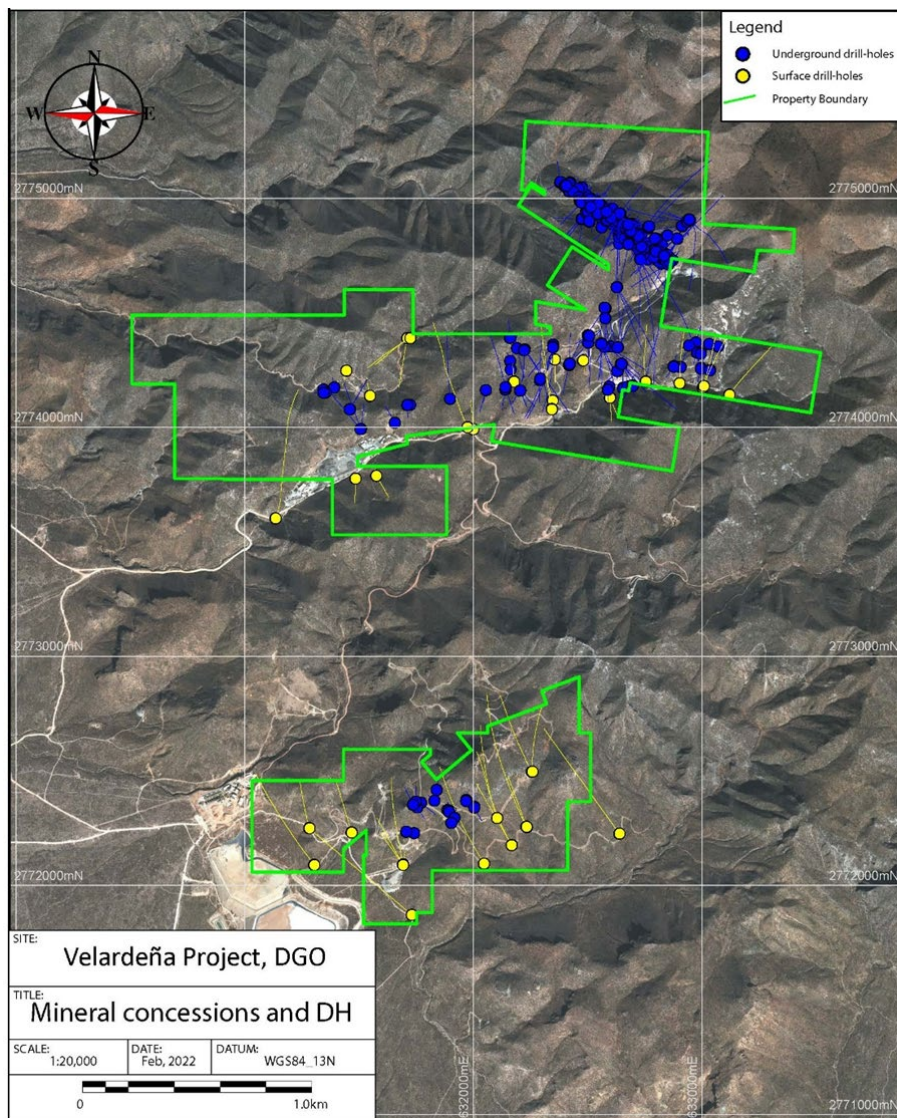 Legend
Underground drill-holes
Surface drill-holes
Property Boundary
N
W
E
S
2775000mN
2775000mN
2774000mN
2774000mN
2773000mN
2773000mN
2772000mN
2772000mN
2771000mN
632000mE
633000mE
SITE:
Velardeña Project, DGO
TITLE:
Mineral concessions and DH
SCALE:
1:20,000
DATE:
Feb, 2022
DATUM:
WGS84_13N
0
1.0km